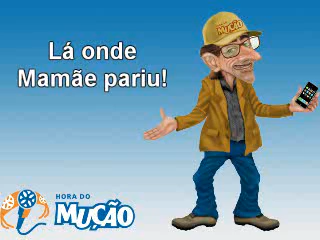 Lá onde
Mamãe pariu!
MUÇÃO
HORA DO
MUÇÃO